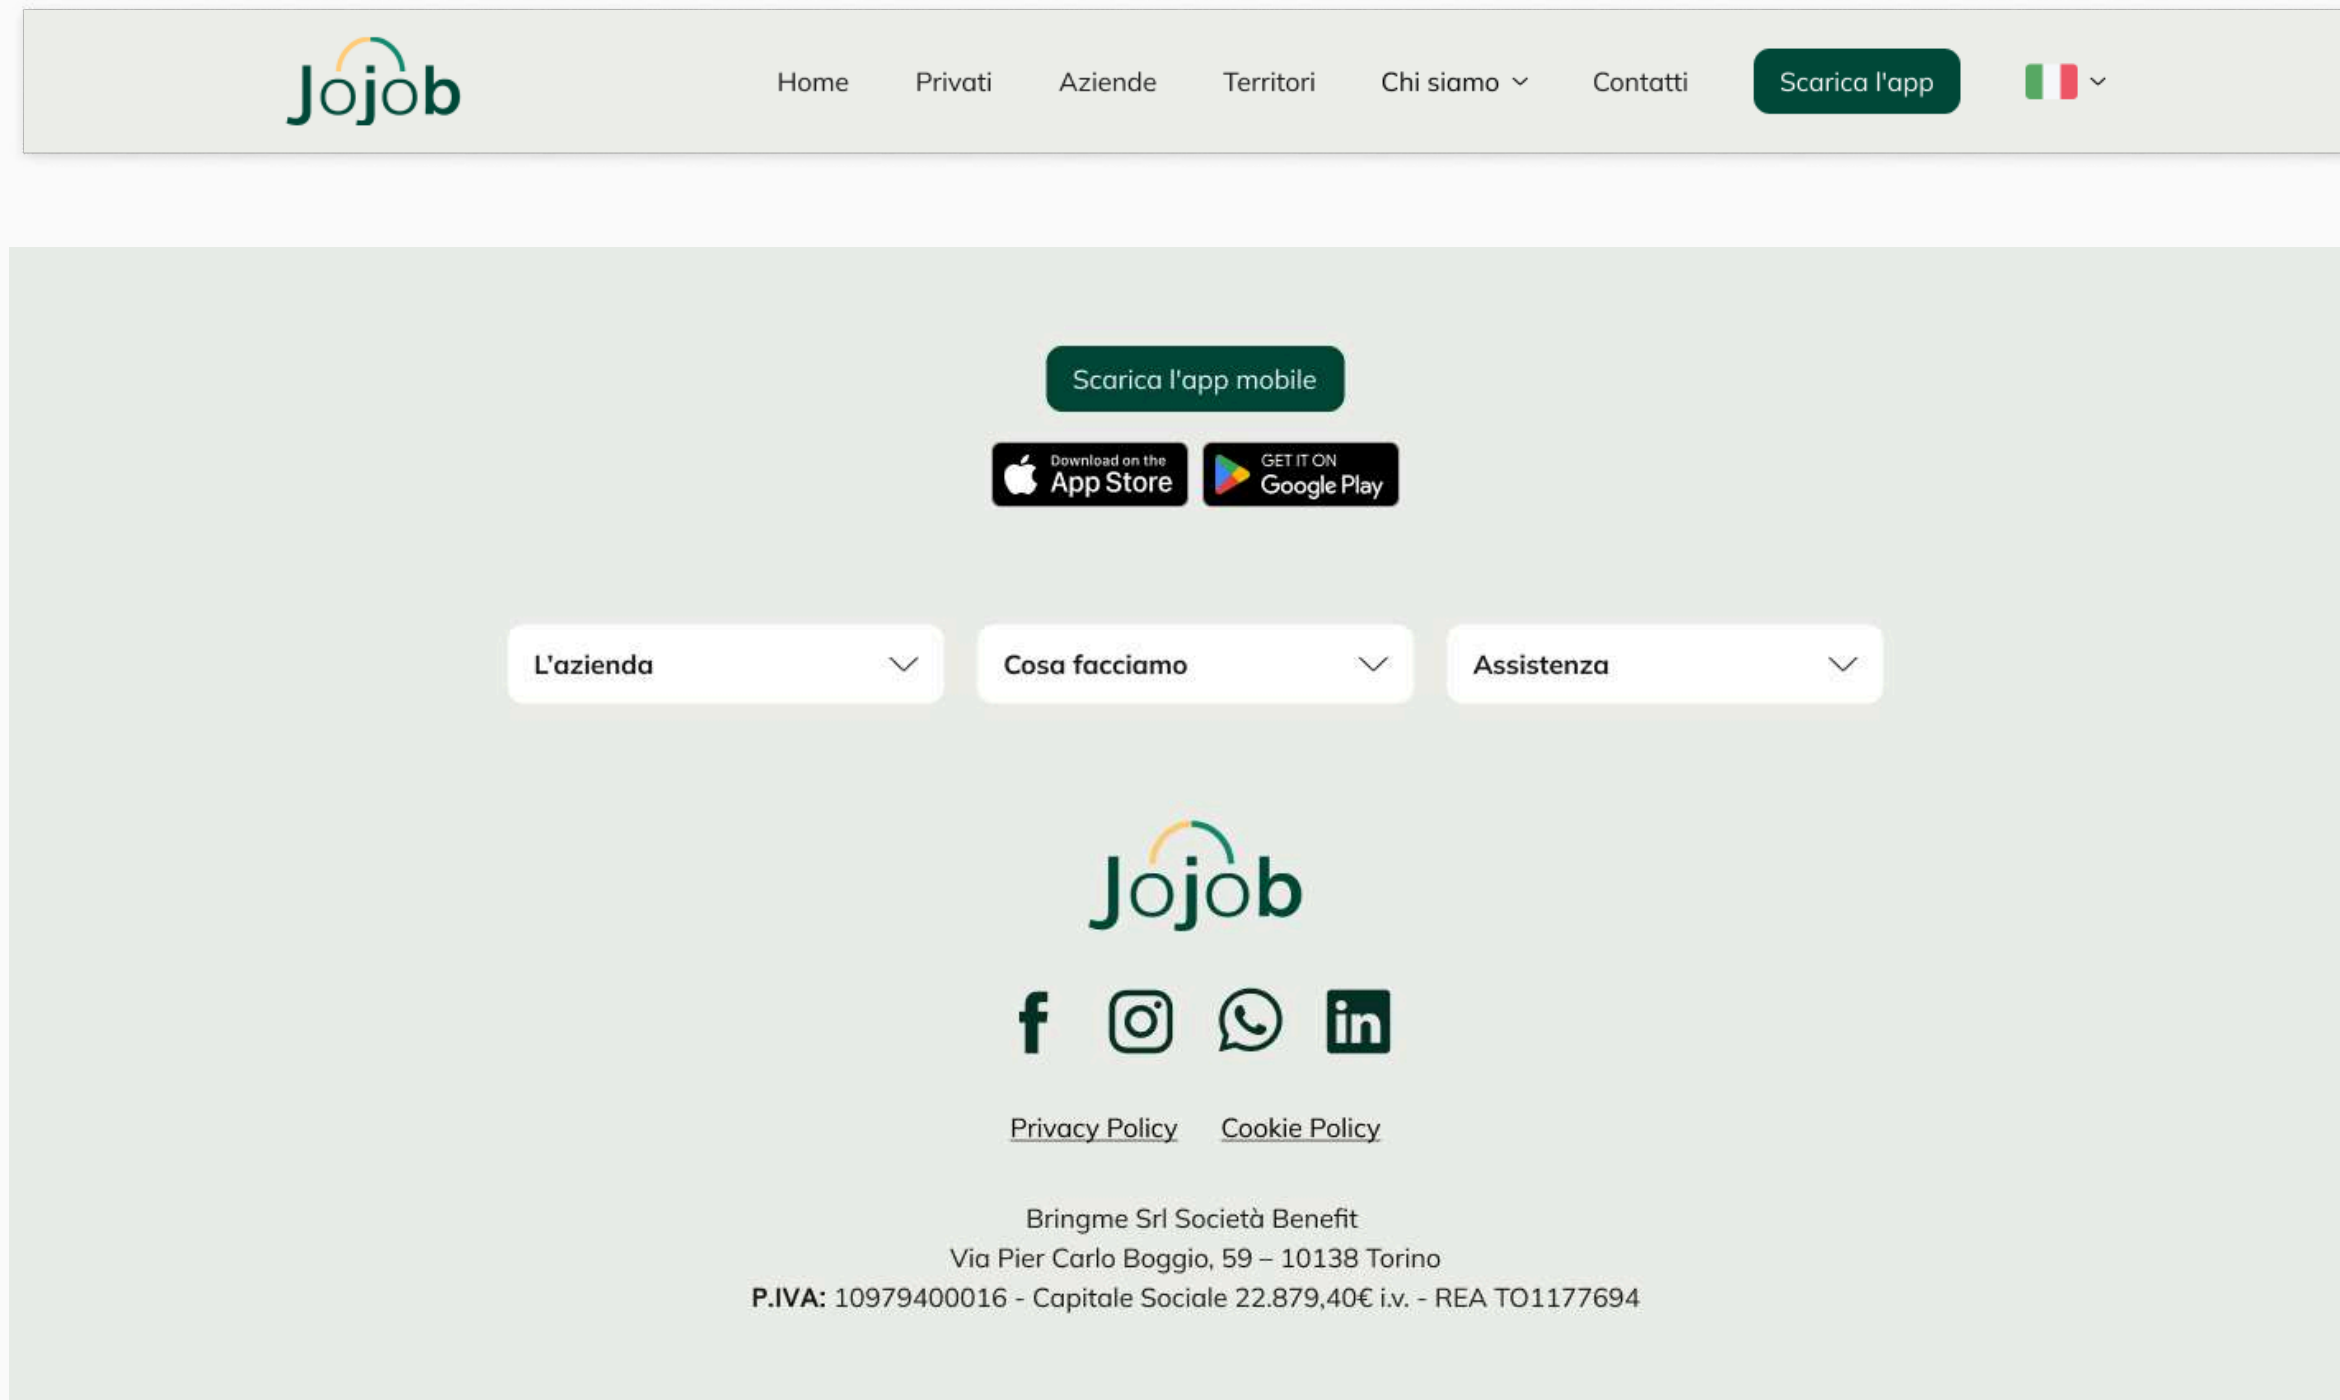 Jojob
Home Privati Aziende Territori Chi siamo Contatti Scarica l'app
Scarica l'app mobile
Download on the
App Store
GET IT ON
Google Play
L'azienda Cosa facciamo Assistenza
Jojob
Privacy Policy Cookie Policy
Bringme Srl Società Benefit
Via Pier Carlo Boggio, 59 – 10138 Torino
P.IVA: 10979400016 - Capitale Sociale 22.879,40€ i.v. - REA TO1177694